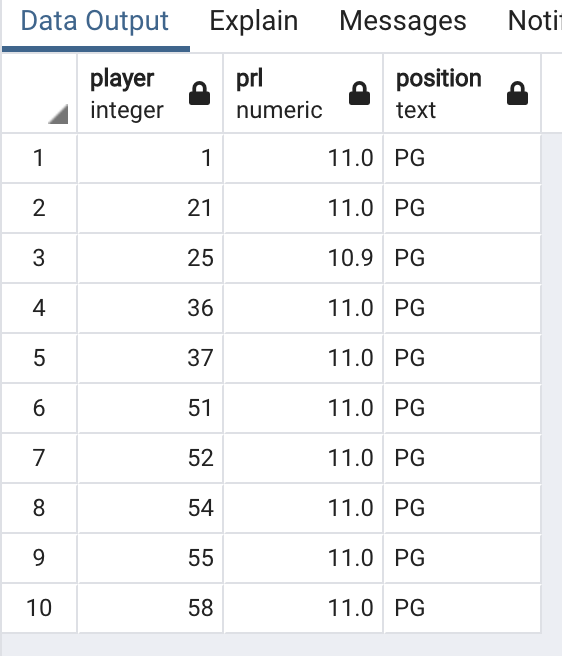 Data Output Explain Messages Notif
player prl position
integer numeric text
1 1 11.0 PG
2 21 11.0 PG
3 25 10.9 PG
4 36 11.0 PG
5 37 11.0 PG
6 51 11.0 PG
7 52 11.0 PG
8 54 11.0 PG
9 55 11.0 PG
10 58 11.0 PG